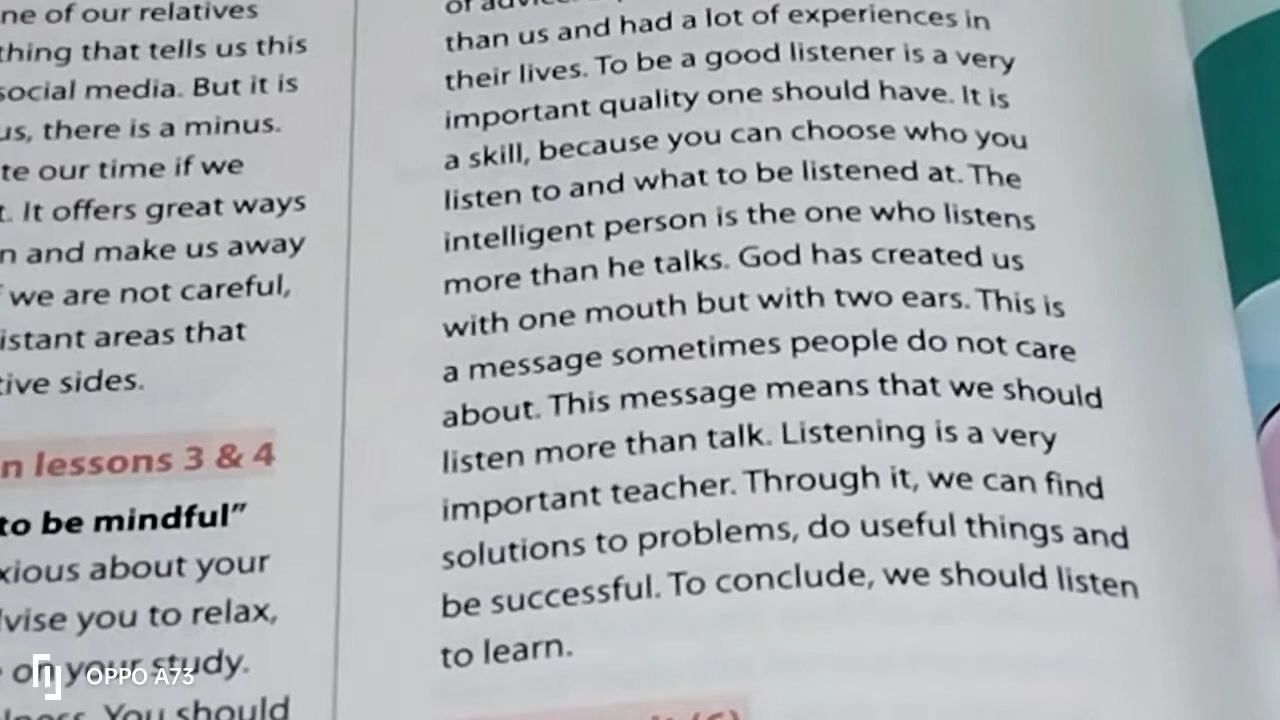 ne of our relatives
thing that tells us this
social media. But it is
us, there is a minus.
te our time if we
t. It offers great ways
n and make us away
we are not careful,
istant areas that
tive sides.
n lessons 3 & 4
to be mindful”
xious about your
vise you to relax,
on your study.
You should
than us and had a lot of experiences in
their lives. To be a good listener is a very
important quality one should have. It is
a skill, because you can choose who you
listen to and what to be listened at. The
intelligent person is the one who listens
more than he talks. God has created us
with one mouth but with two ears. This is
a message sometimes people do not care
about. This message means that we should
listen more than talk. Listening is a very
important teacher. Through it, we can find
solutions to problems, do useful things and
be successful. To conclude, we should listen
to learn.
OPPO A73